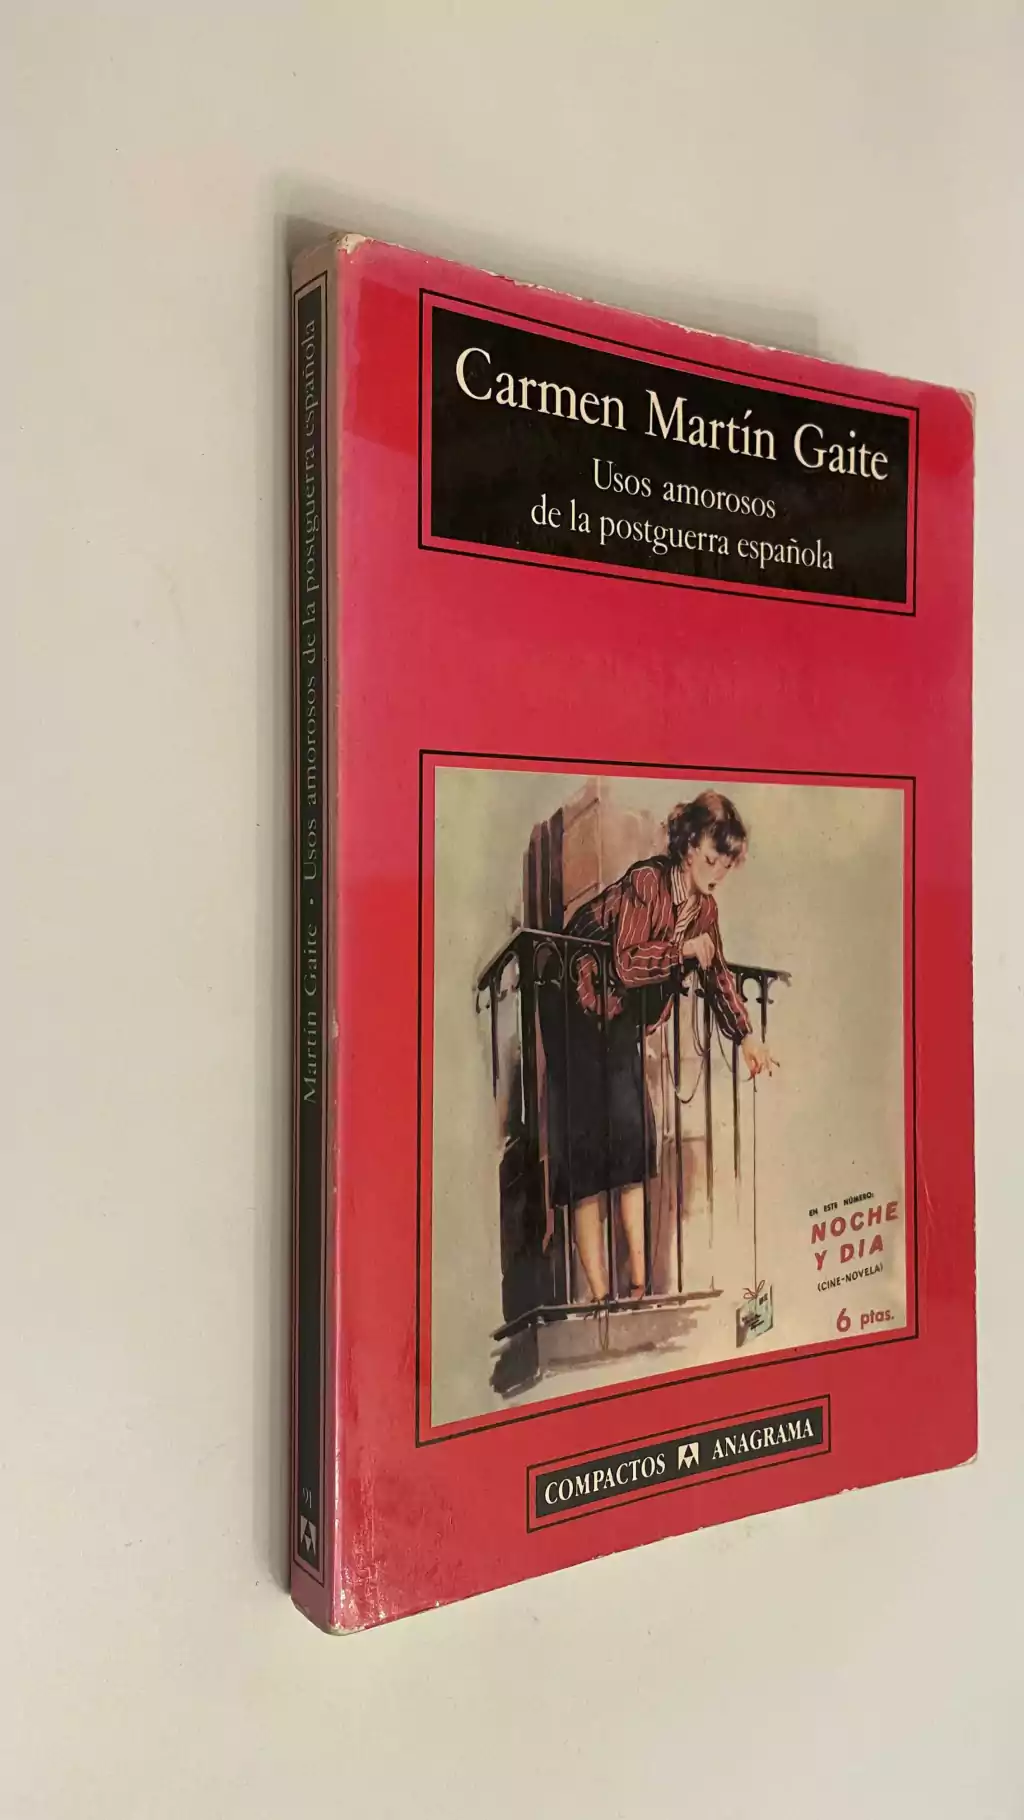 Carmen Martín Gaite
Usos amorosos
de la postguerra española
EN ESTE NÚMERO:
NOCHE
Y DIA
(CINE-NOVELA)
6 ptas.
COMPACTOS A ANAGRAMA
Martín Gaite · Usos amorosos de la postguerra española
91
A